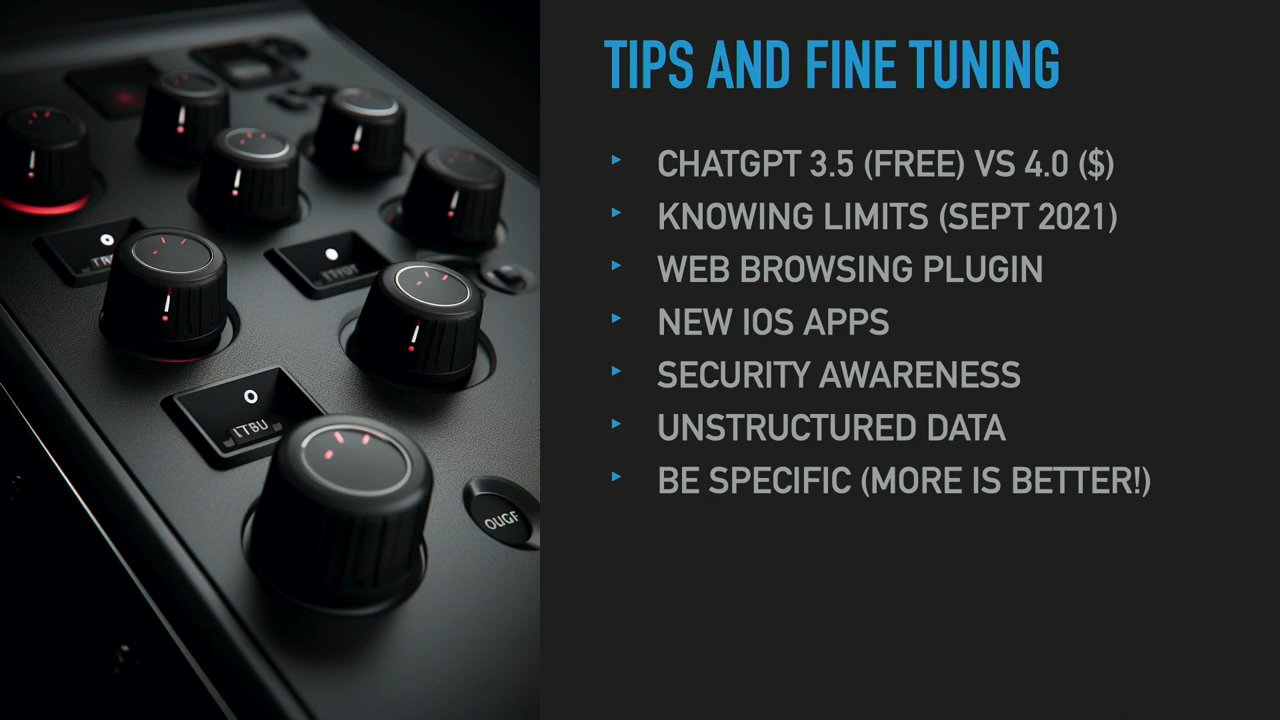 TIPS AND FINE TUNING
CHATGPT 3.5 (FREE) VS 4.0 ($)
KNOWING LIMITS (SEPT 2021)
WEB BROWSING PLUGIN
NEW IOS APPS
SECURITY AWARENESS
UNSTRUCTURED DATA
BE SPECIFIC (MORE IS BETTER!)